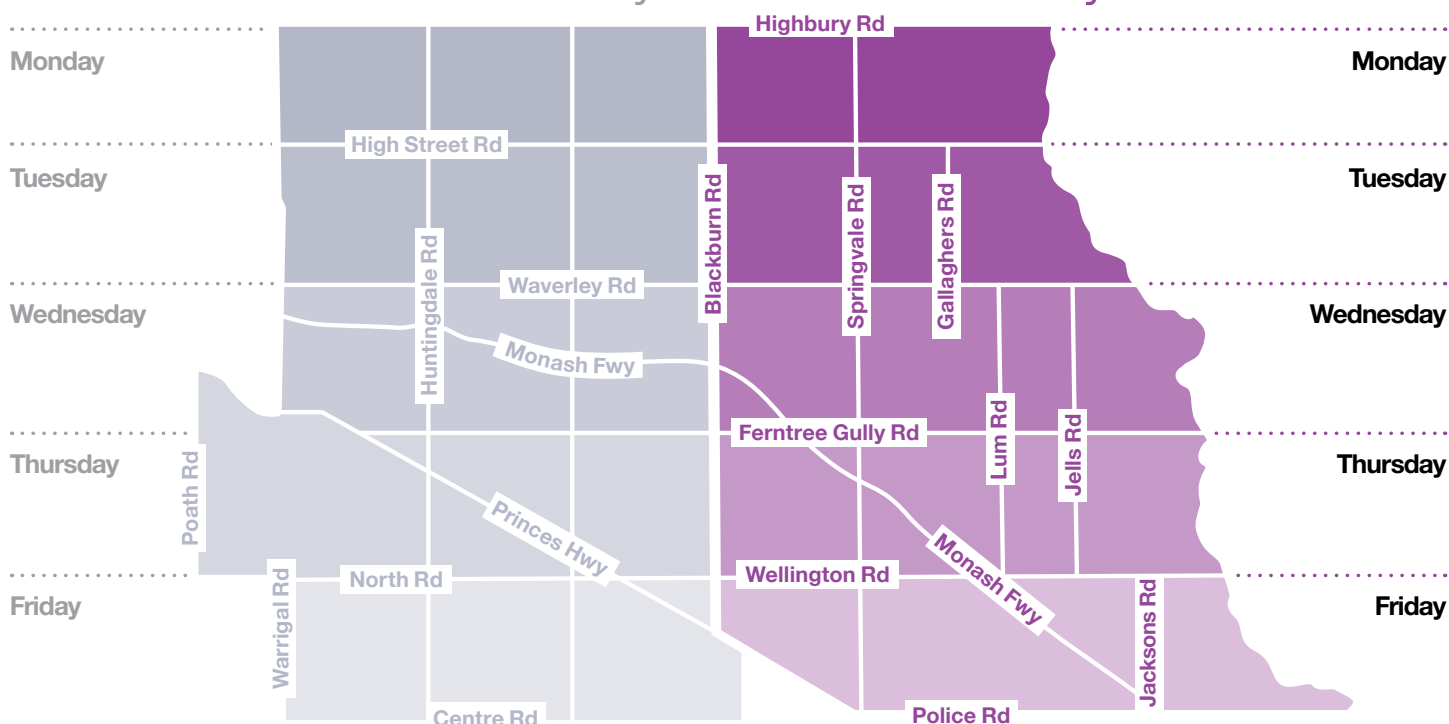 Highbury Rd
Monday
Monday
High Street Rd
Tuesday
Tuesday
Blackburn Rd
Springvale Rd
Gallaghers Rd
Huntingdale Rd
Waverley Rd
Wednesday
Wednesday
Monash Fwy
Ferntree Gully Rd
Lum Rd
Jells Rd
Thursday
Thursday
Poath Rd
Princes Hwy
Monash Fwy
North Rd
Wellington Rd
Warrigal Rd
Jacksons Rd
Friday
Friday
Centre Rd
Police Rd